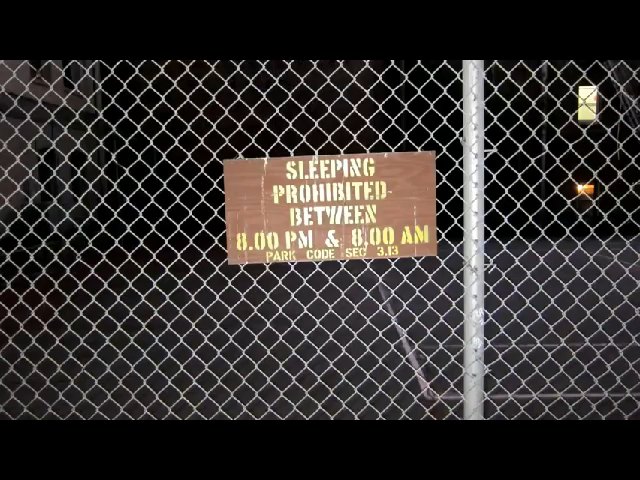 SLEEPING
PROHIBITED
BETWEEN
8.00 PM & 8.00 AM
PARK CODE SEC 3.13